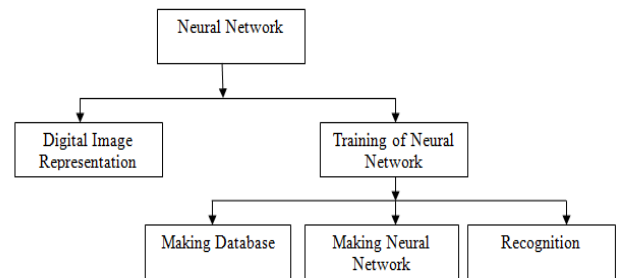 Neural Network
Digital Image
Representation
Training of Neural
Network
Making Database
Making Neural
Network
Recognition